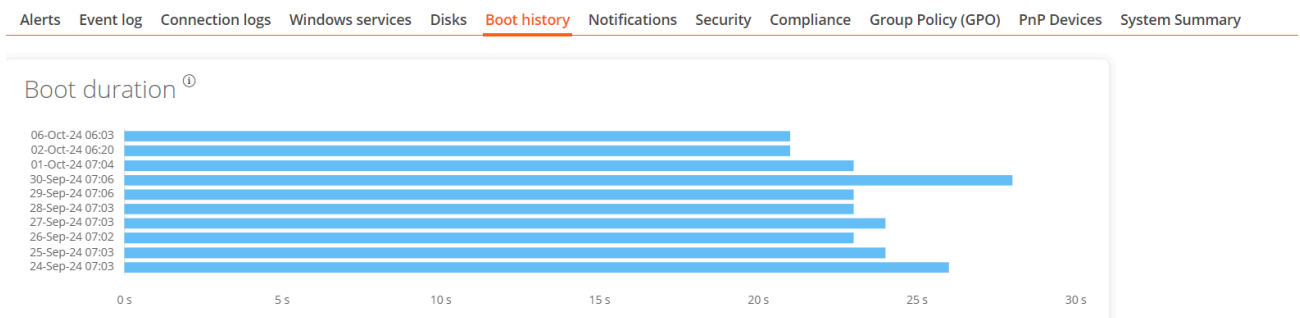 Alerts Event log Connection logs Windows services Disks Boot history Notifications Security Compliance Group Policy (GPO) PnP Devices System Summary
Boot duration ⓘ
06-Oct-24 06:03
02-Oct-24 06:20
01-Oct-24 07:04
30-Sep-24 07:06
29-Sep-24 07:06
28-Sep-24 07:03
27-Sep-24 07:03
26-Sep-24 07:02
25-Sep-24 07:03
24-Sep-24 07:03
0 s 5 s 10 s 15 s 20 s 25 s 30 s